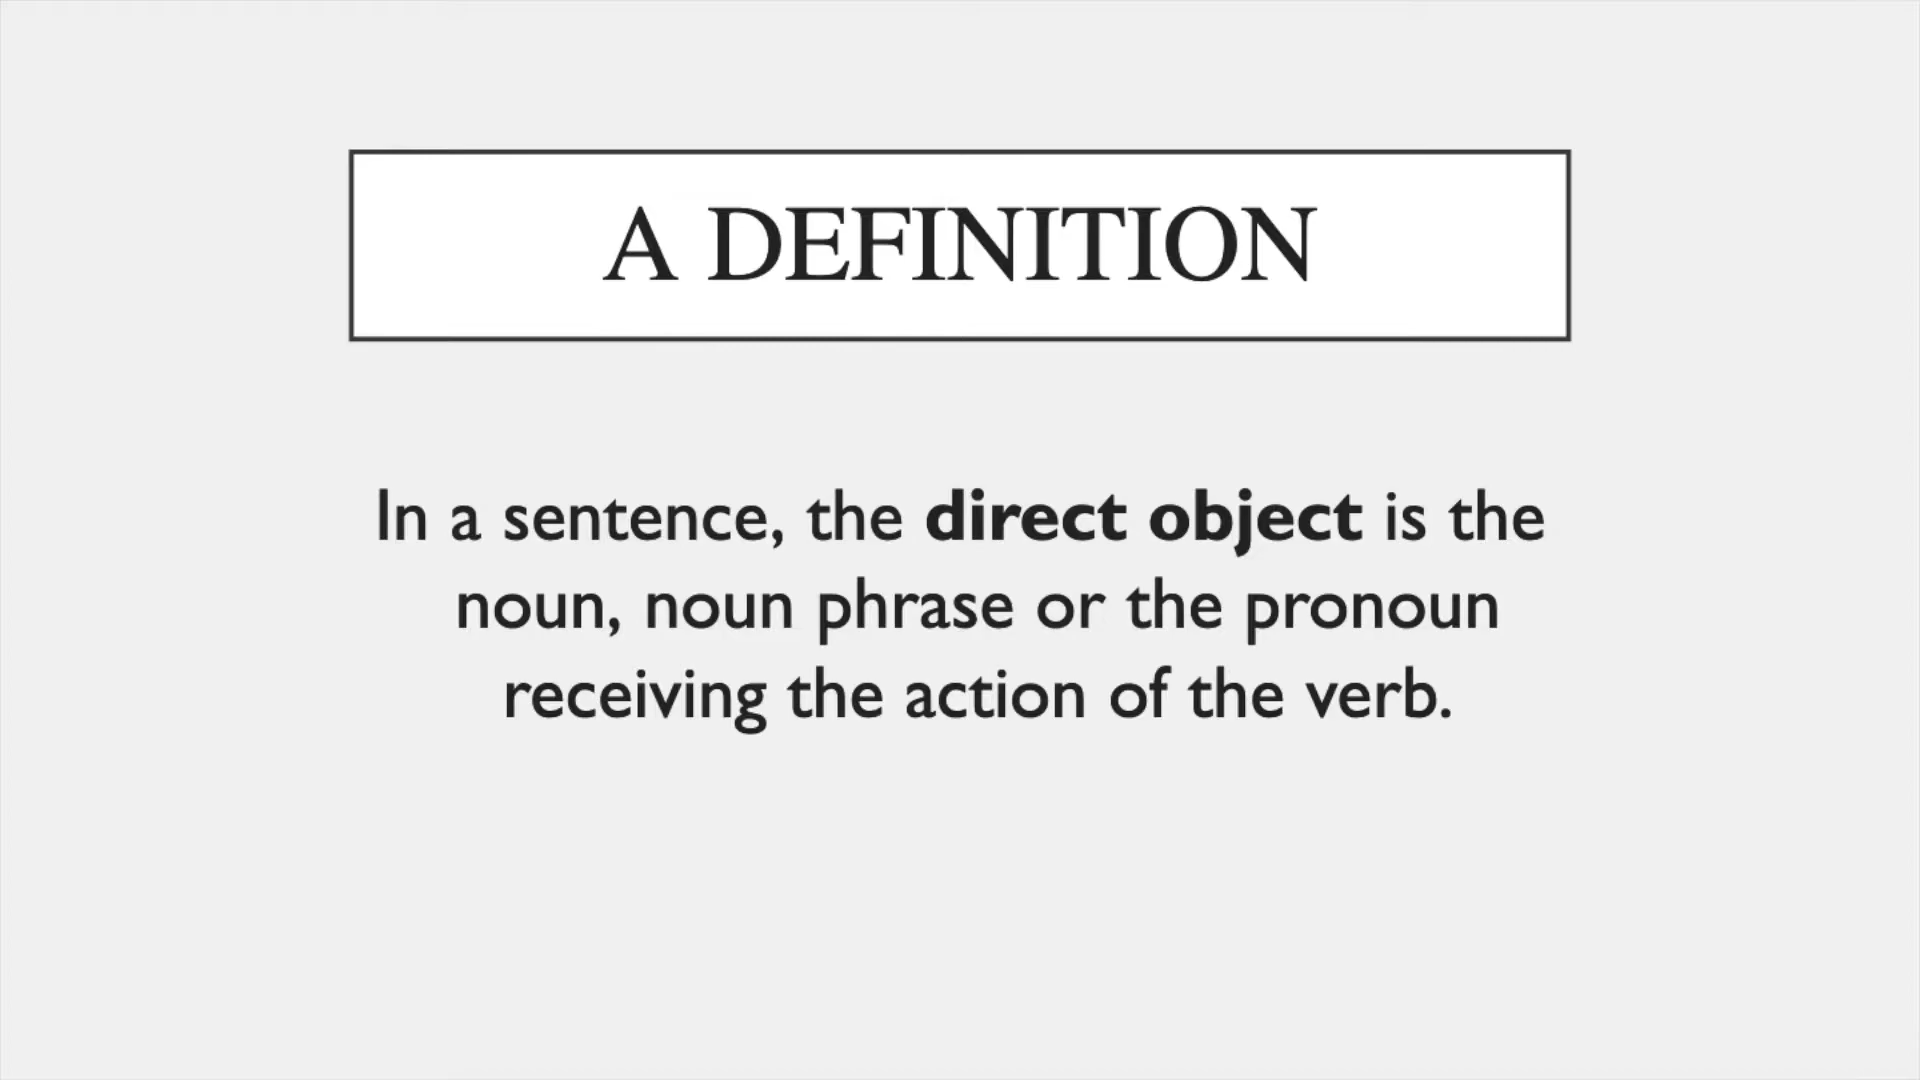 A DEFINITION
In a sentence, the direct object is the
noun, noun phrase or the pronoun
receiving the action of the verb.